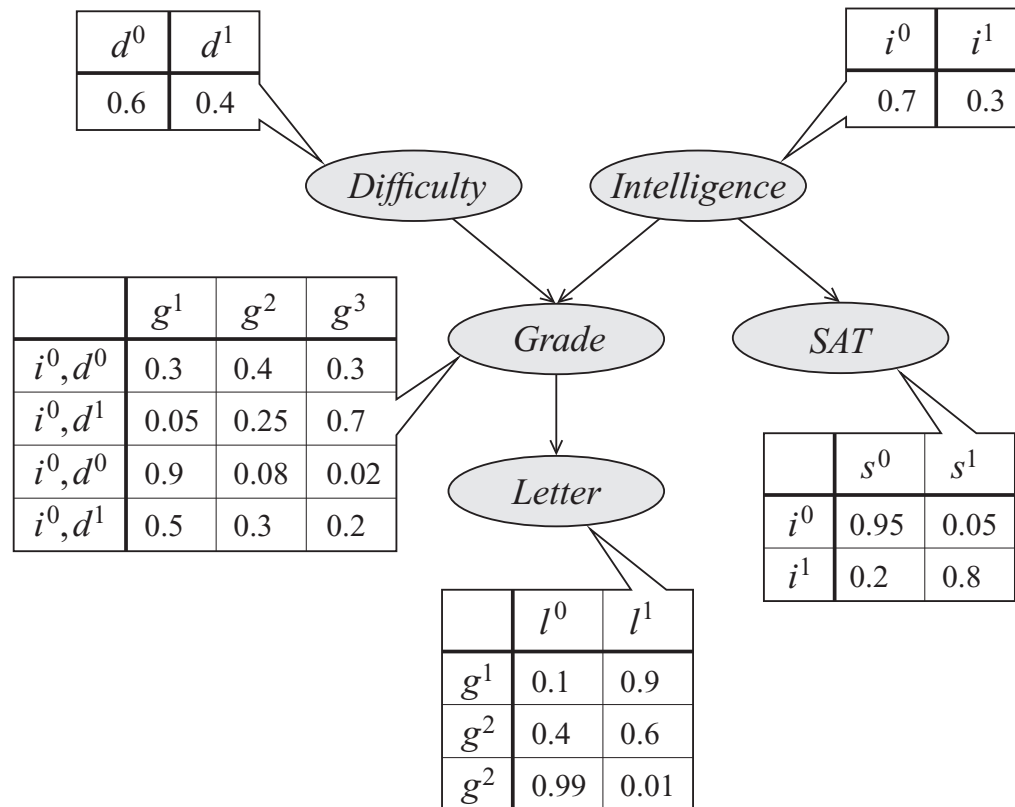 d⁰ d¹
0.6 0.4
i⁰ i¹
0.7 0.3
Difficulty
Intelligence
g¹ g² g³
i⁰,d⁰ 0.3 0.4 0.3
i⁰,d¹ 0.05 0.25 0.7
i⁰,d⁰ 0.9 0.08 0.02
i⁰,d¹ 0.5 0.3 0.2
Grade
SAT
Letter
s⁰ s¹
i⁰ 0.95 0.05
i¹ 0.2 0.8
l⁰ l¹
g¹ 0.1 0.9
g² 0.4 0.6
g² 0.99 0.01